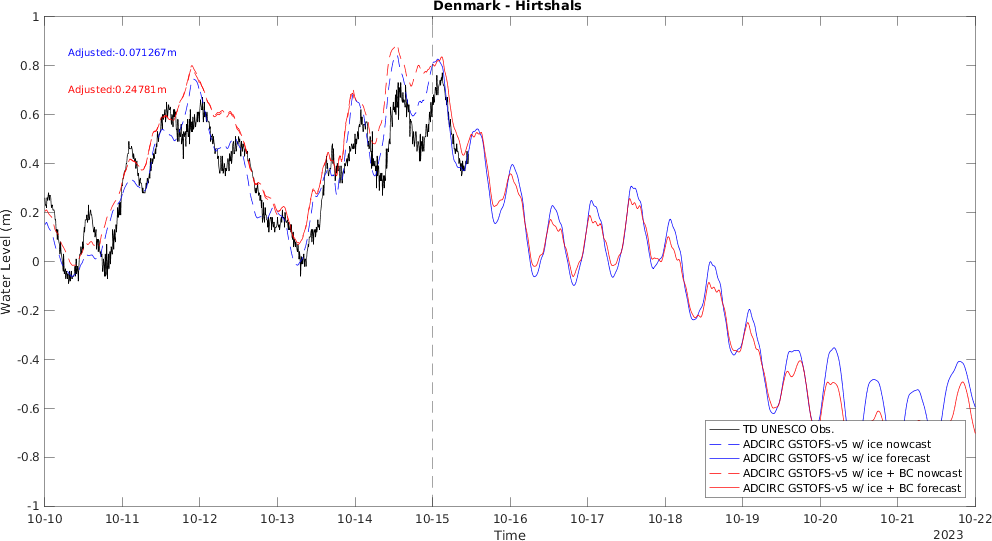 Denmark - Hirtshals
Adjusted:-0.071267m
Adjusted:0.24781m
Water Level (m)
1
0.8
0.6
0.4
0.2
0
-0.2
-0.4
-0.6
-0.8
-1
TD UNESCO Obs.
ADCIRC GSTOFS-v5 w/ ice nowcast
ADCIRC GSTOFS-v5 w/ ice forecast
ADCIRC GSTOFS-v5 w/ ice + BC nowcast
ADCIRC GSTOFS-v5 w/ ice + BC forecast
10-10 10-11 10-12 10-13 10-14 10-15 10-16 10-17 10-18 10-19 10-20 10-21 10-22
Time
2023